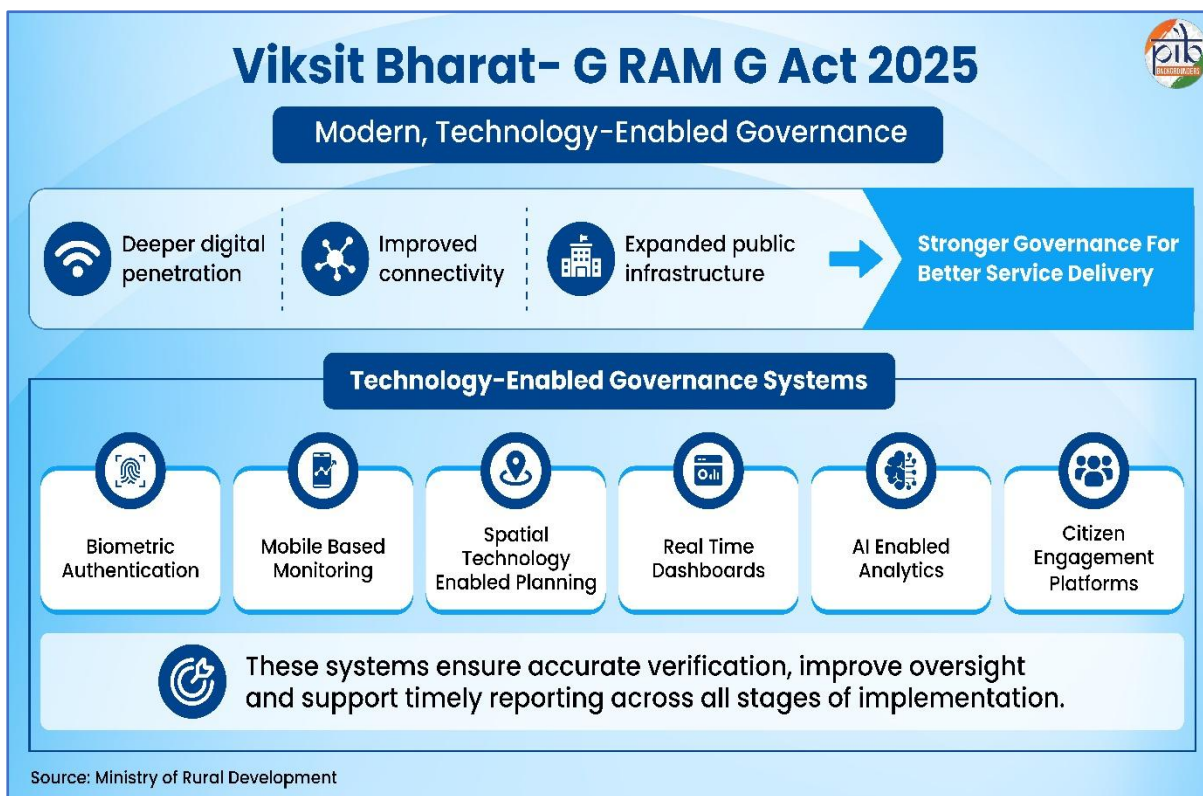 Viksit Bharat- G RAM G Act 2025
pib
BACKGROUNDERS
Modern, Technology-Enabled Governance
Deeper digital
penetration
Improved
connectivity
Expanded public
infrastructure
Stronger Governance For
Better Service Delivery
Technology-Enabled Governance Systems
Biometric
Authentication
Mobile Based
Monitoring
Spatial
Technology
Enabled Planning
Real Time
Dashboards
AI Enabled
Analytics
Citizen
Engagement
Platforms
These systems ensure accurate verification, improve oversight
and support timely reporting across all stages of implementation.
Source: Ministry of Rural Development